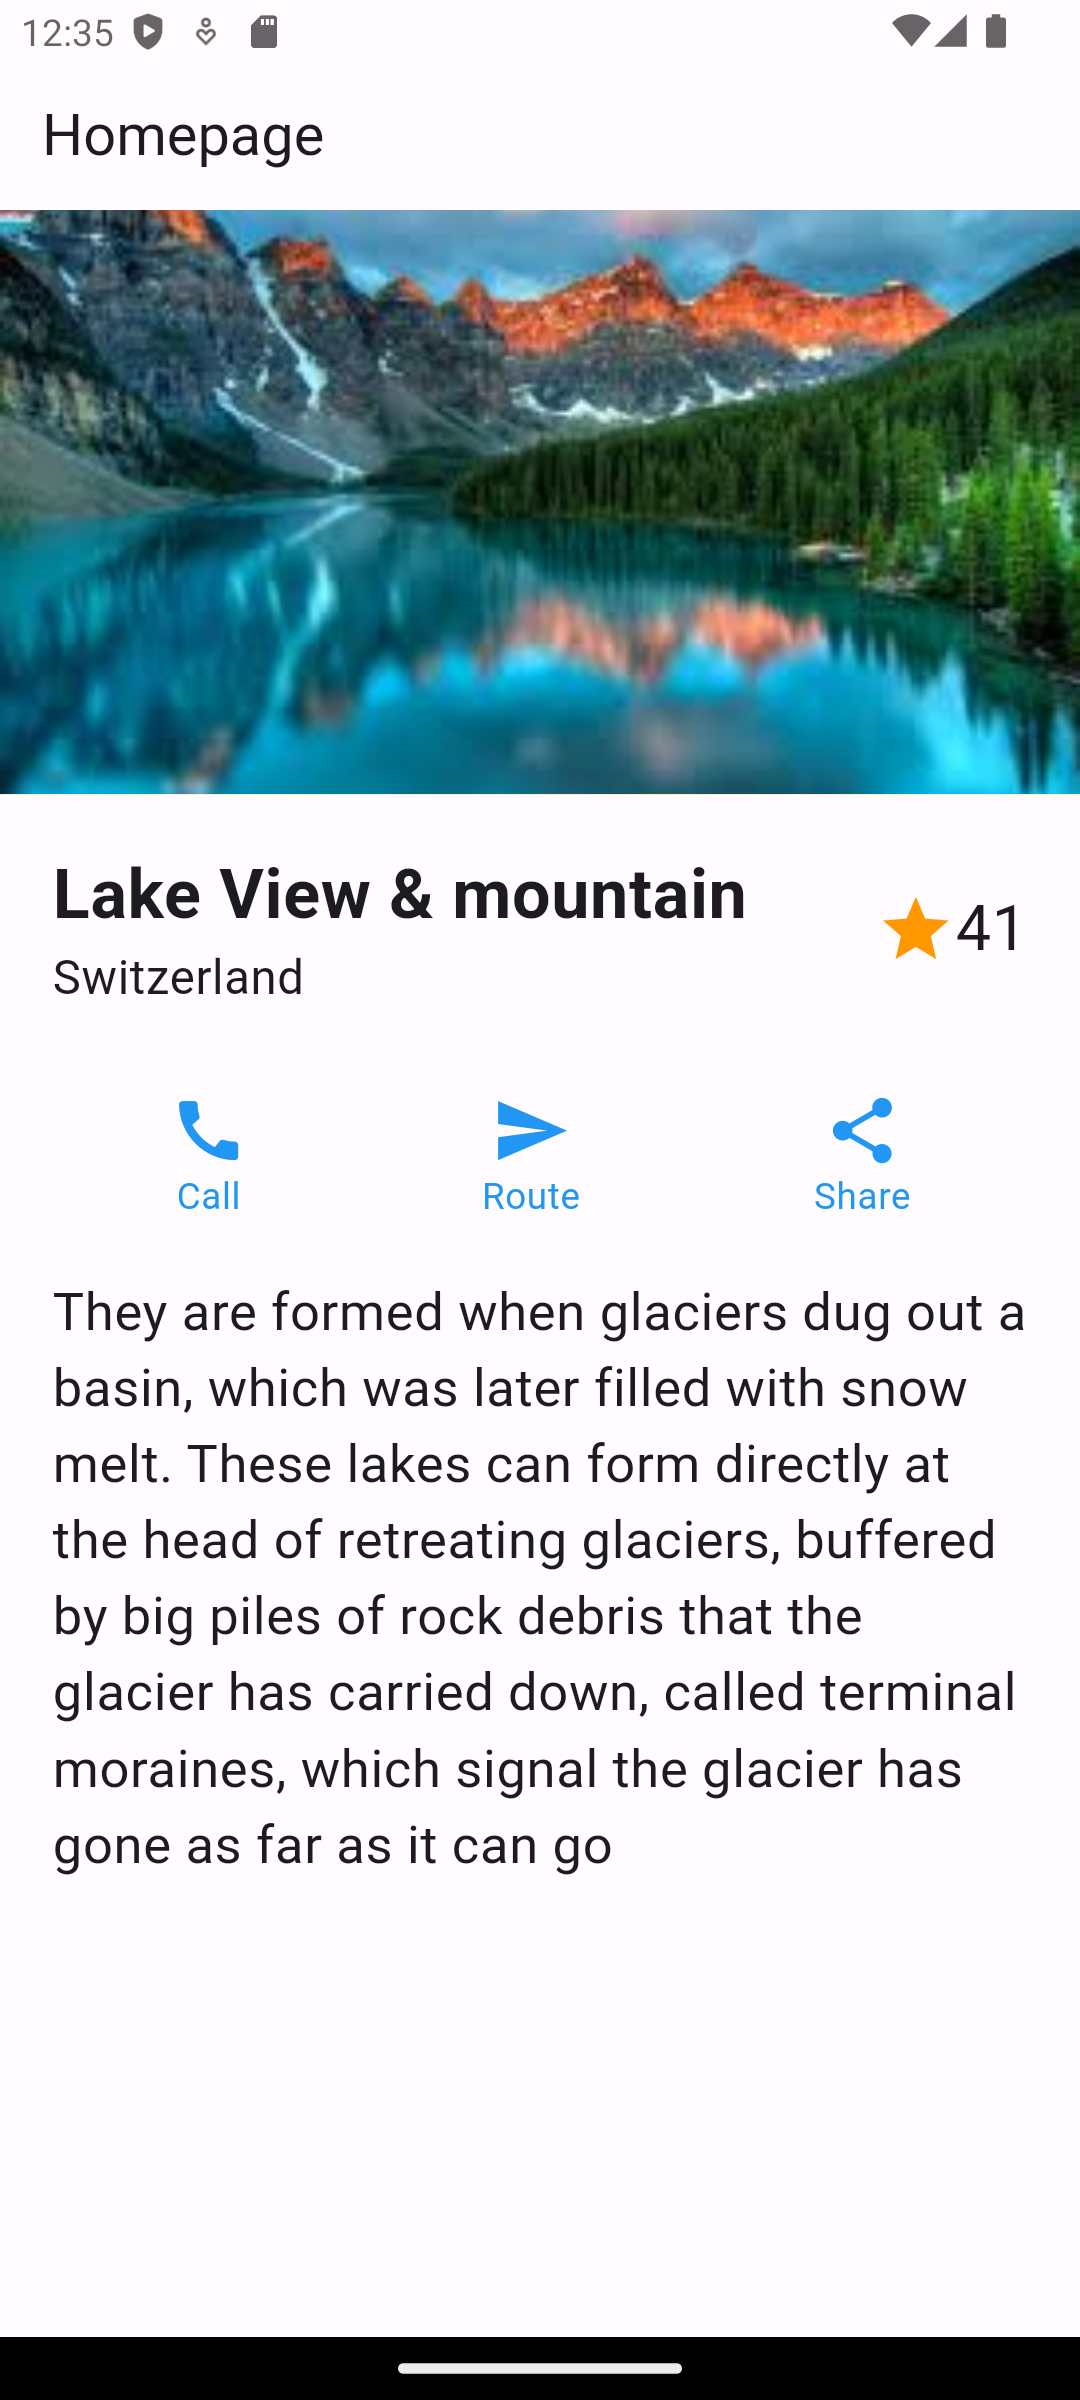 12:35
Homepage
Lake View & mountain
41
Switzerland
Call Route Share
They are formed when glaciers dug out a
basin, which was later filled with snow
melt. These lakes can form directly at
the head of retreating glaciers, buffered
by big piles of rock debris that the
glacier has carried down, called terminal
moraines, which signal the glacier has
gone as far as it can go